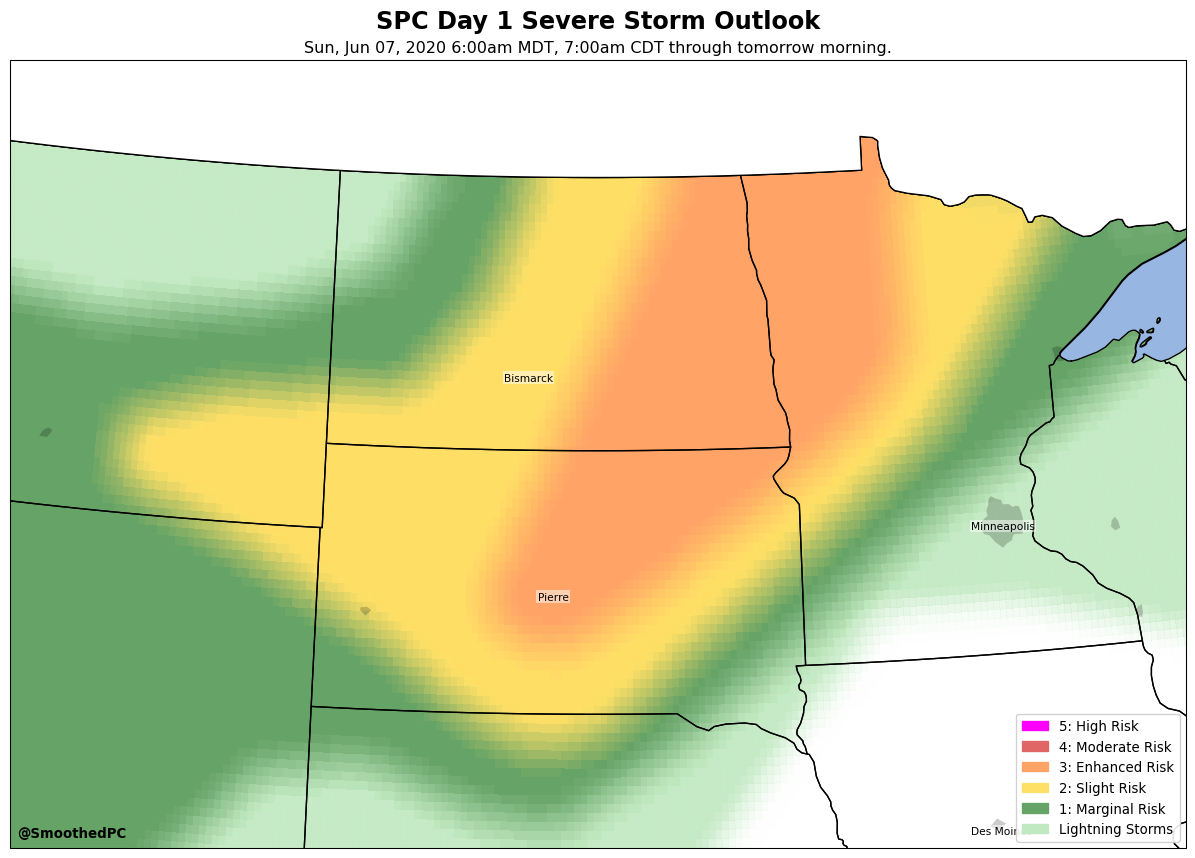 SPC Day 1 Severe Storm Outlook
Sun, Jun 07, 2020 6:00am MDT, 7:00am CDT through tomorrow morning.
Bismarck
Minneapolis
Pierre
5: High Risk
4: Moderate Risk
3: Enhanced Risk
2: Slight Risk
1: Marginal Risk
Lightning Storms
Des Moin
@SmoothedPC